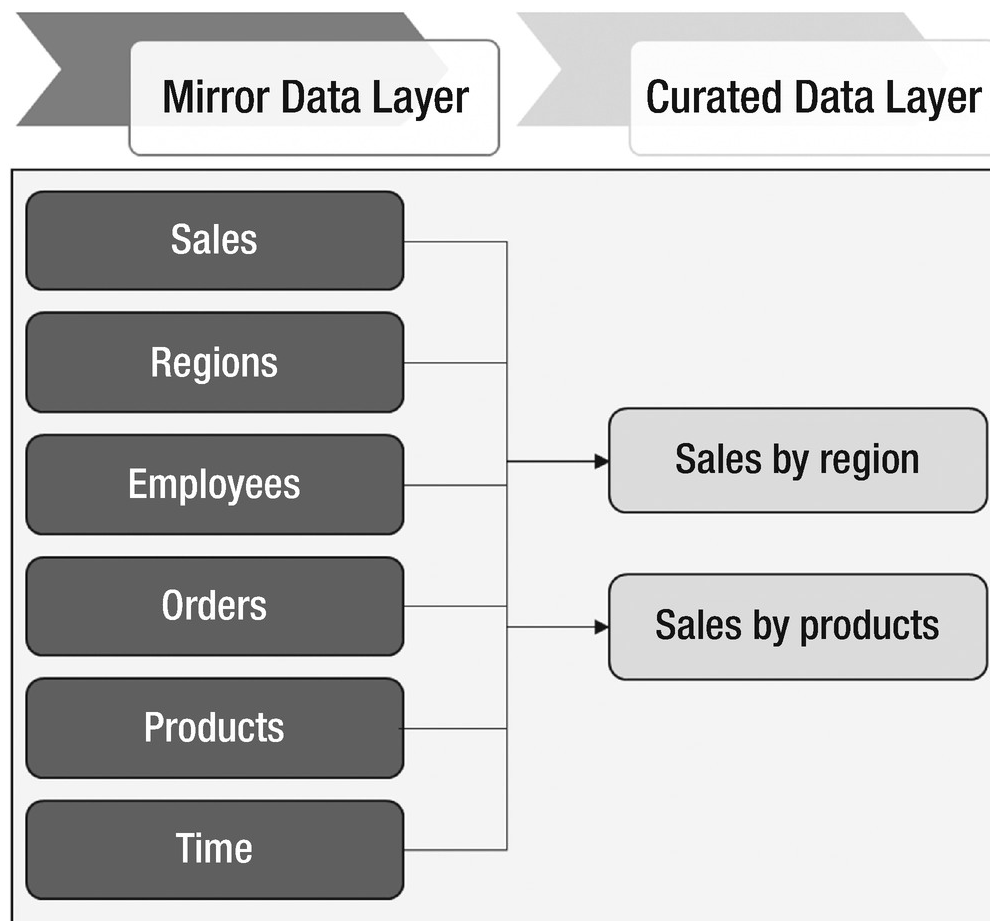 Mirror Data Layer
Curated Data Layer
Sales
Regions
Employees
Orders
Products
Time
Sales by region
Sales by products